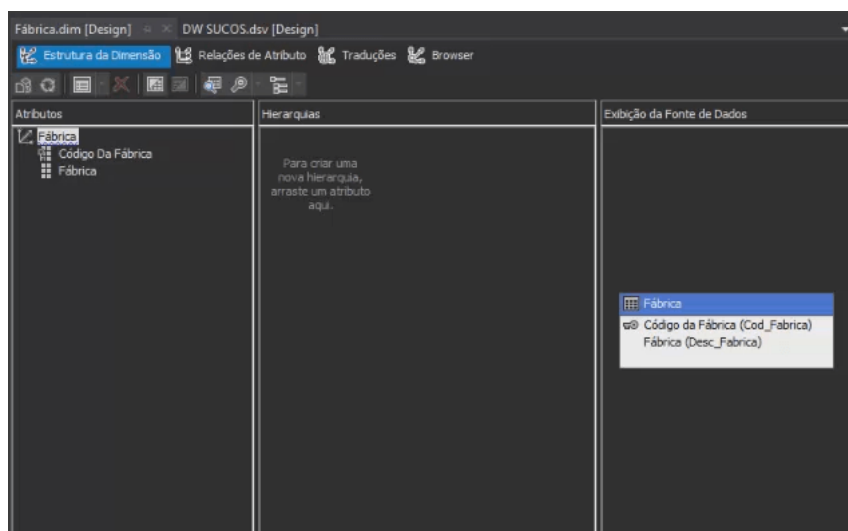 Fábrica.dim [Design]
DW SUCOS.dsv [Design]
Estrutura da Dimensão
Relações de Atributo
Traduções
Browser
Atributos
Hierarquias
Exibição da Fonte de Dados
Fábrica
Código Da Fábrica
Fábrica
Para criar uma
nova hierarquia,
arraste um atributo
aqui.
Fábrica
Código da Fábrica (Cod_Fabrica)
Fábrica (Desc_Fabrica)